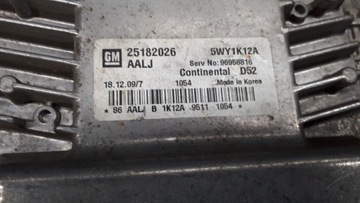 GM 25182026 5WY1K12A
AALJ Serv No:96958816
Continental D52
18.12.09/7 1054 Made in Korea
* B6 AALJ B 1K12A -9511 1054 *